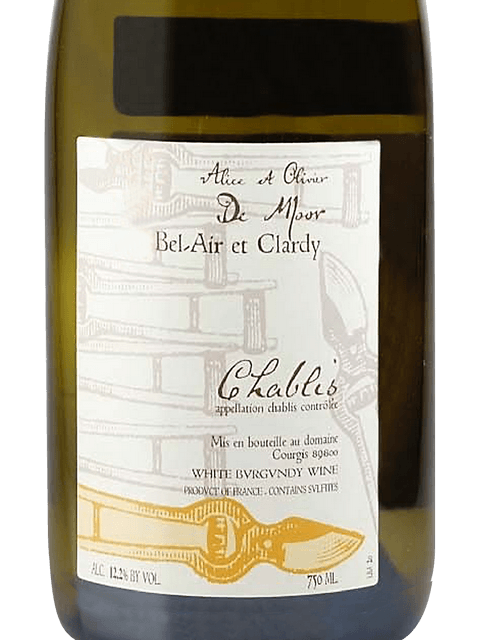 Alice et Olivier
De Moor
Bel-Air et Clardy
Chablis
appellation chablis contrôlée
Mis en bouteille au domaine
Courgis 89800
WHITE BVRGVNDY WINE
PRODVCT OF FRANCE - CONTAINS SVLFITES
ALC. 12.2% BY VOL.
750 ML